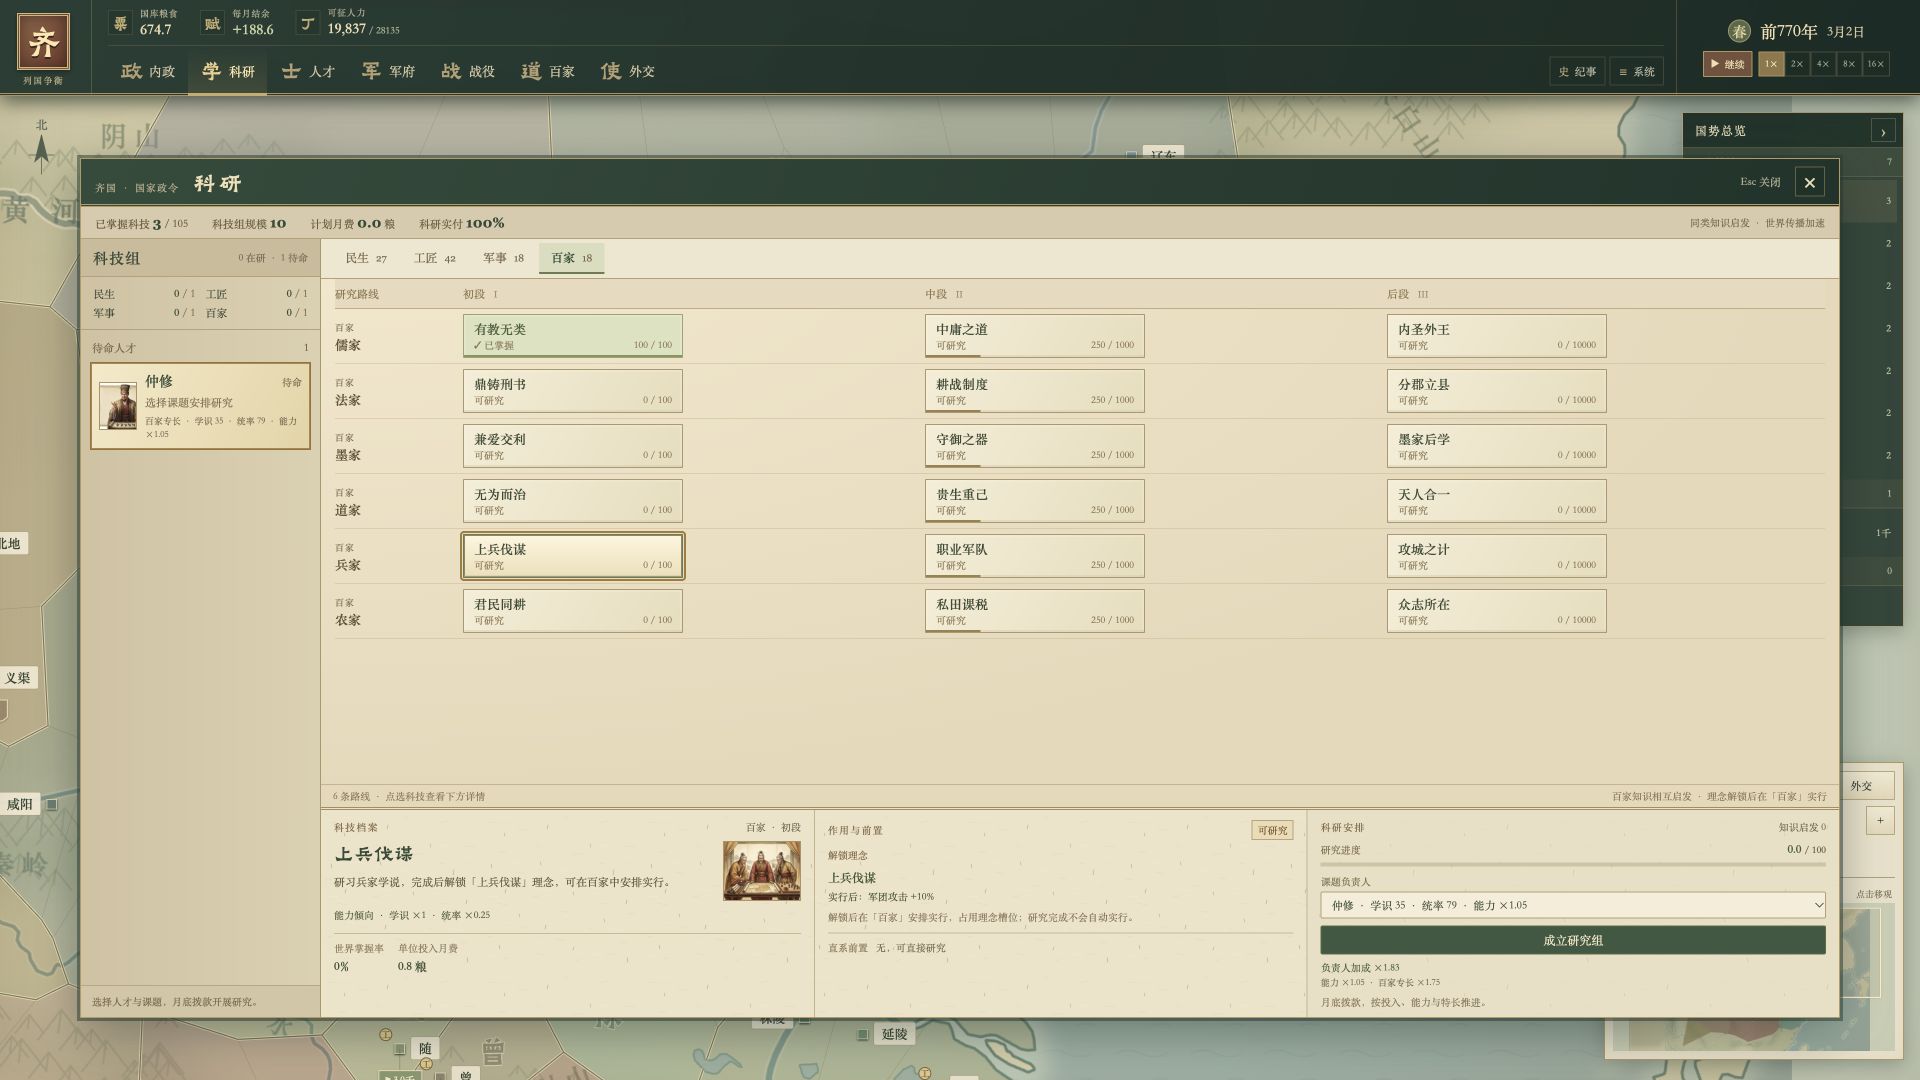 齐
列国争衡
粟 国库粮食 674.7
赋 每月结余 +188.6
丁 可征人力 19,837 / 28135
政 内政
学 科研
士 人才
军 军府
战 战役
道 百家
使 外交
史 纪事
≡ 系统
春 前770年 3月2日
▶ 继续 1× 2× 4× 8× 16×
北
阴山
黄河
辽东
国势总览 ›
7
3
2
2
2
2
2
2
1
1千
0
齐国 · 国家政令 科研
Esc 关闭 ×
已掌握科技 3 / 105 科技组规模 10 计划月费 0.0 粮 科研实付 100%
同类知识启发 · 世界传播加速
科技组 0 在研 · 1 待命
民生 0 / 1 工匠 0 / 1
军事 0 / 1 百家 0 / 1
待命人才 1
仲修 待命
选择课题安排研究
百家专长 · 学识 35 · 统率 79 · 能力
×1.05
选择人才与课题，月底拨款开展研究。
民生 27 工匠 42 军事 18 百家 18
研究路线 初段 I 中段 II 后段 III
百家
儒家
有教无类
✓已掌握 100 / 100
中庸之道
可研究 250 / 1000
内圣外王
可研究 0 / 10000
百家
法家
鼎铸刑书
可研究 0 / 100
耕战制度
可研究 250 / 1000
分郡立县
可研究 0 / 10000
百家
墨家
兼爱交利
可研究 0 / 100
守御之器
可研究 250 / 1000
墨家后学
可研究 0 / 10000
百家
道家
无为而治
可研究 0 / 100
贵生重己
可研究 250 / 1000
天人合一
可研究 0 / 10000
百家
兵家
上兵伐谋
可研究 0 / 100
职业军队
可研究 250 / 1000
攻城之计
可研究 0 / 10000
百家
农家
君民同耕
可研究 0 / 100
私田课税
可研究 250 / 1000
众志所在
可研究 0 / 10000
6 条路线 · 点选科技查看下方详情
百家知识相互启发 · 理念解锁后在「百家」实行
科技档案 百家 · 初段
上兵伐谋
研习兵家学说，完成后解锁「上兵伐谋」理念，可在百家中安排实行。
能力倾向 · 学识 ×1 · 统率 ×0.25
世界掌握率 单位投入月费
0% 0.8 粮
作用与前置 可研究
解锁理念
上兵伐谋
实行后：军团攻击 +10%
解锁后在「百家」安排实行，占用理念槽位；研究完成不会自动实行。
直系前置 无，可直接研究
科研安排 知识启发 0
研究进度 0.0 / 100
课题负责人
仲修 · 学识 35 · 统率 79 · 能力 ×1.05
成立研究组
负责人加成 ×1.83
能力 ×1.05 · 百家专长 ×1.75
月底拨款，按投入、能力与特长推进。
北地
义渠
咸阳
秦岭
外交
+
点击移观
随
曾
延陵